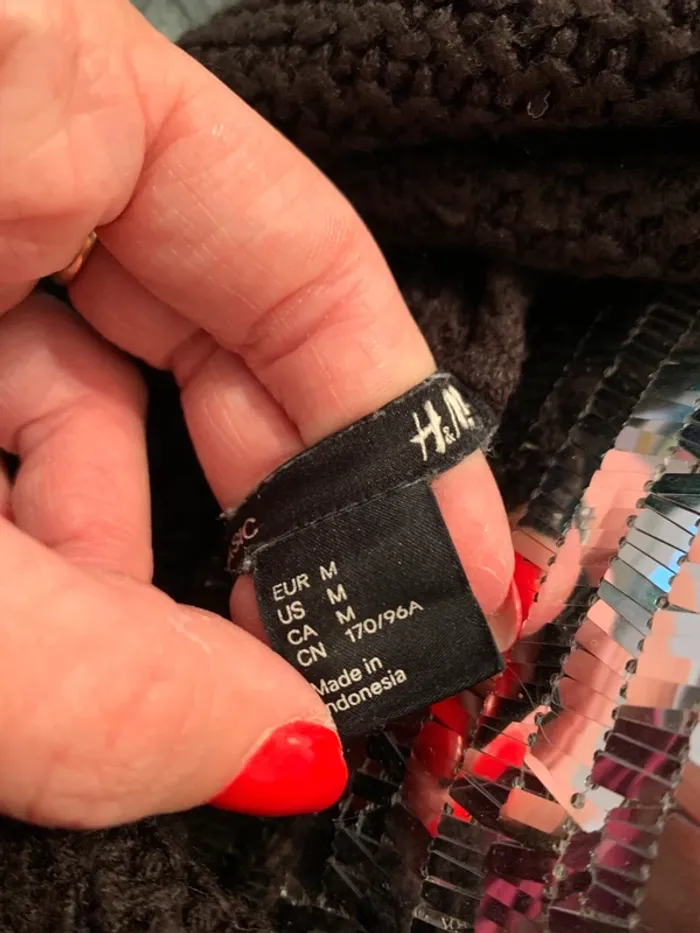 H&M
EUR M
US M
CA M
CN 170/96A
Made in
ndonesia